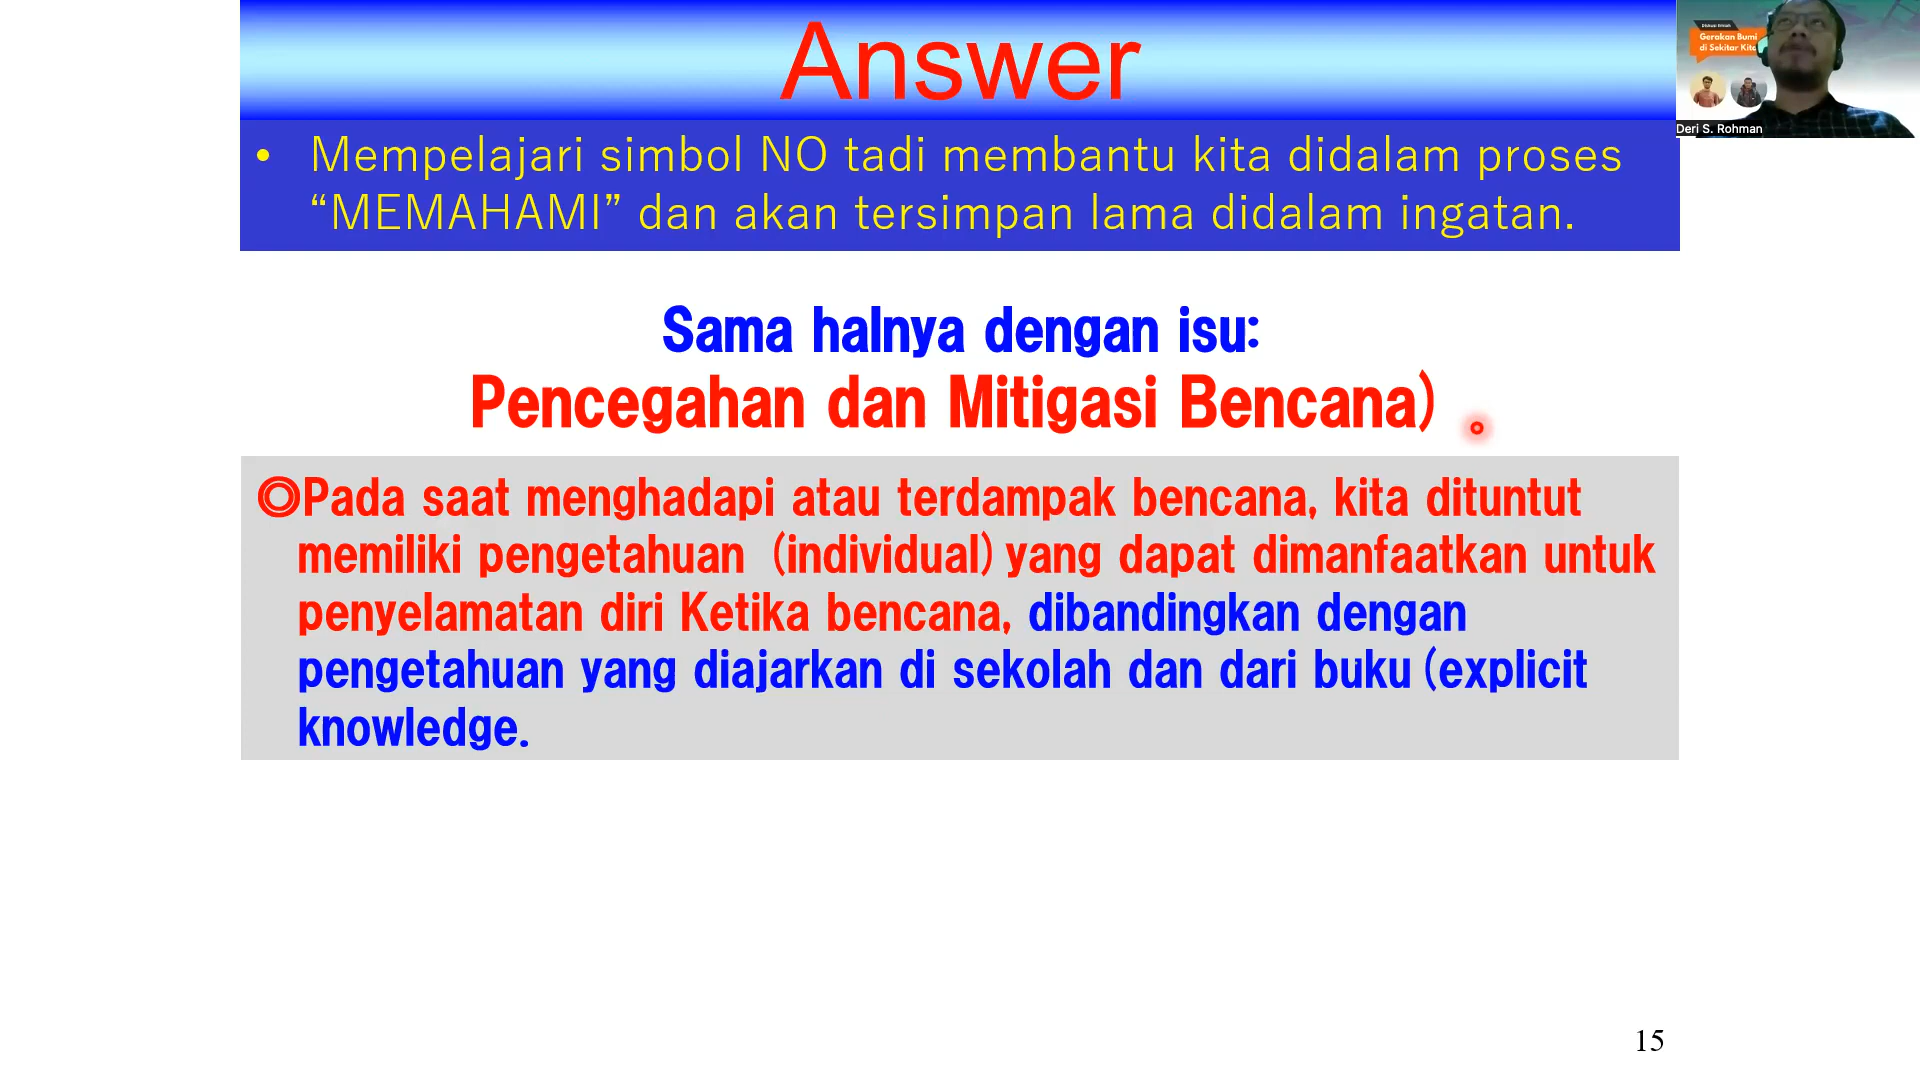 Answer
• Mempelajari simbol NO tadi membantu kita didalam proses
“MEMAHAMI” dan akan tersimpan lama didalam ingatan.
Sama halnya dengan isu:
Pencegahan dan Mitigasi Bencana) .
◎Pada saat menghadapi atau terdampak bencana, kita dituntut
memiliki pengetahuan (individual) yang dapat dimanfaatkan untuk
penyelamatan diri Ketika bencana, dibandingkan dengan
pengetahuan yang diajarkan di sekolah dan dari buku (explicit
knowledge.
15
Diskusi Ilmiah
Gerakan Bumi
di Sekitar Kita
Deri S. Rohman